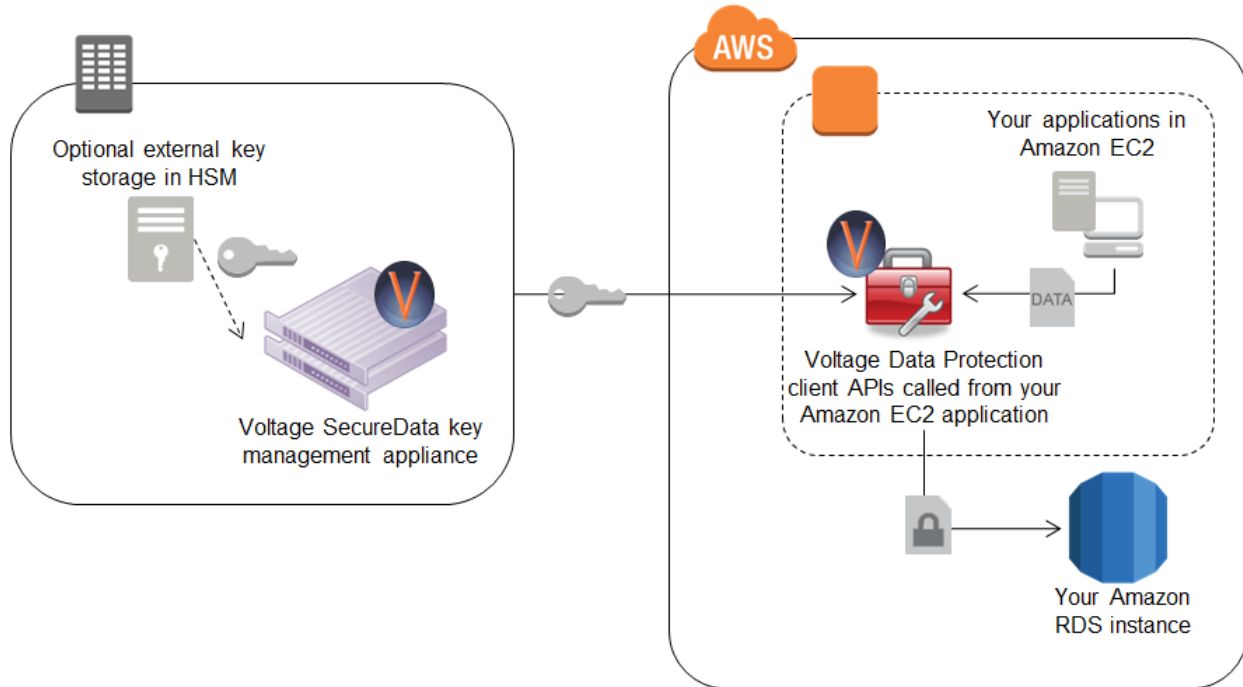 AWS
Optional external key
storage in HSM
V
Voltage SecureData key
management appliance
Your applications in
Amazon EC2
V
DATA
Voltage Data Protection
client APIs called from your
Amazon EC2 application
Your Amazon
RDS instance